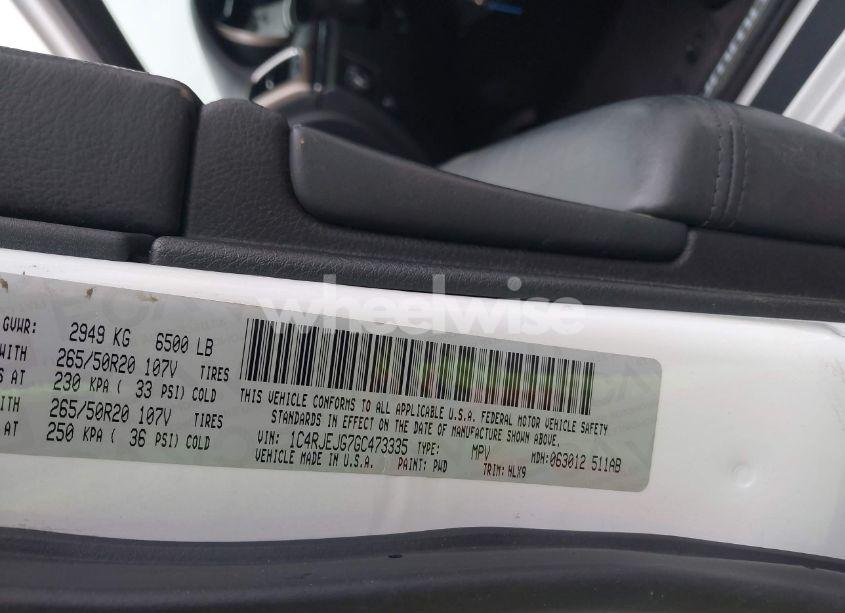 wheelwise
GVWR: 2949 KG 6500 LB
WITH 265/50R20 107V TIRES
AT 230 KPA ( 33 PSI) COLD
WITH 265/50R20 107V TIRES
AT 250 KPA ( 36 PSI) COLD
THIS VEHICLE CONFORMS TO ALL APPLICABLE U.S.A. FEDERAL MOTOR VEHICLE SAFETY
STANDARDS IN EFFECT ON THE DATE OF MANUFACTURE SHOWN ABOVE.
VIN: 1C4RJEJG7GC473335 TYPE: MPV MDH: 063012 511AB
VEHICLE MADE IN U.S.A. PAINT: PWD TRIM: HLX9